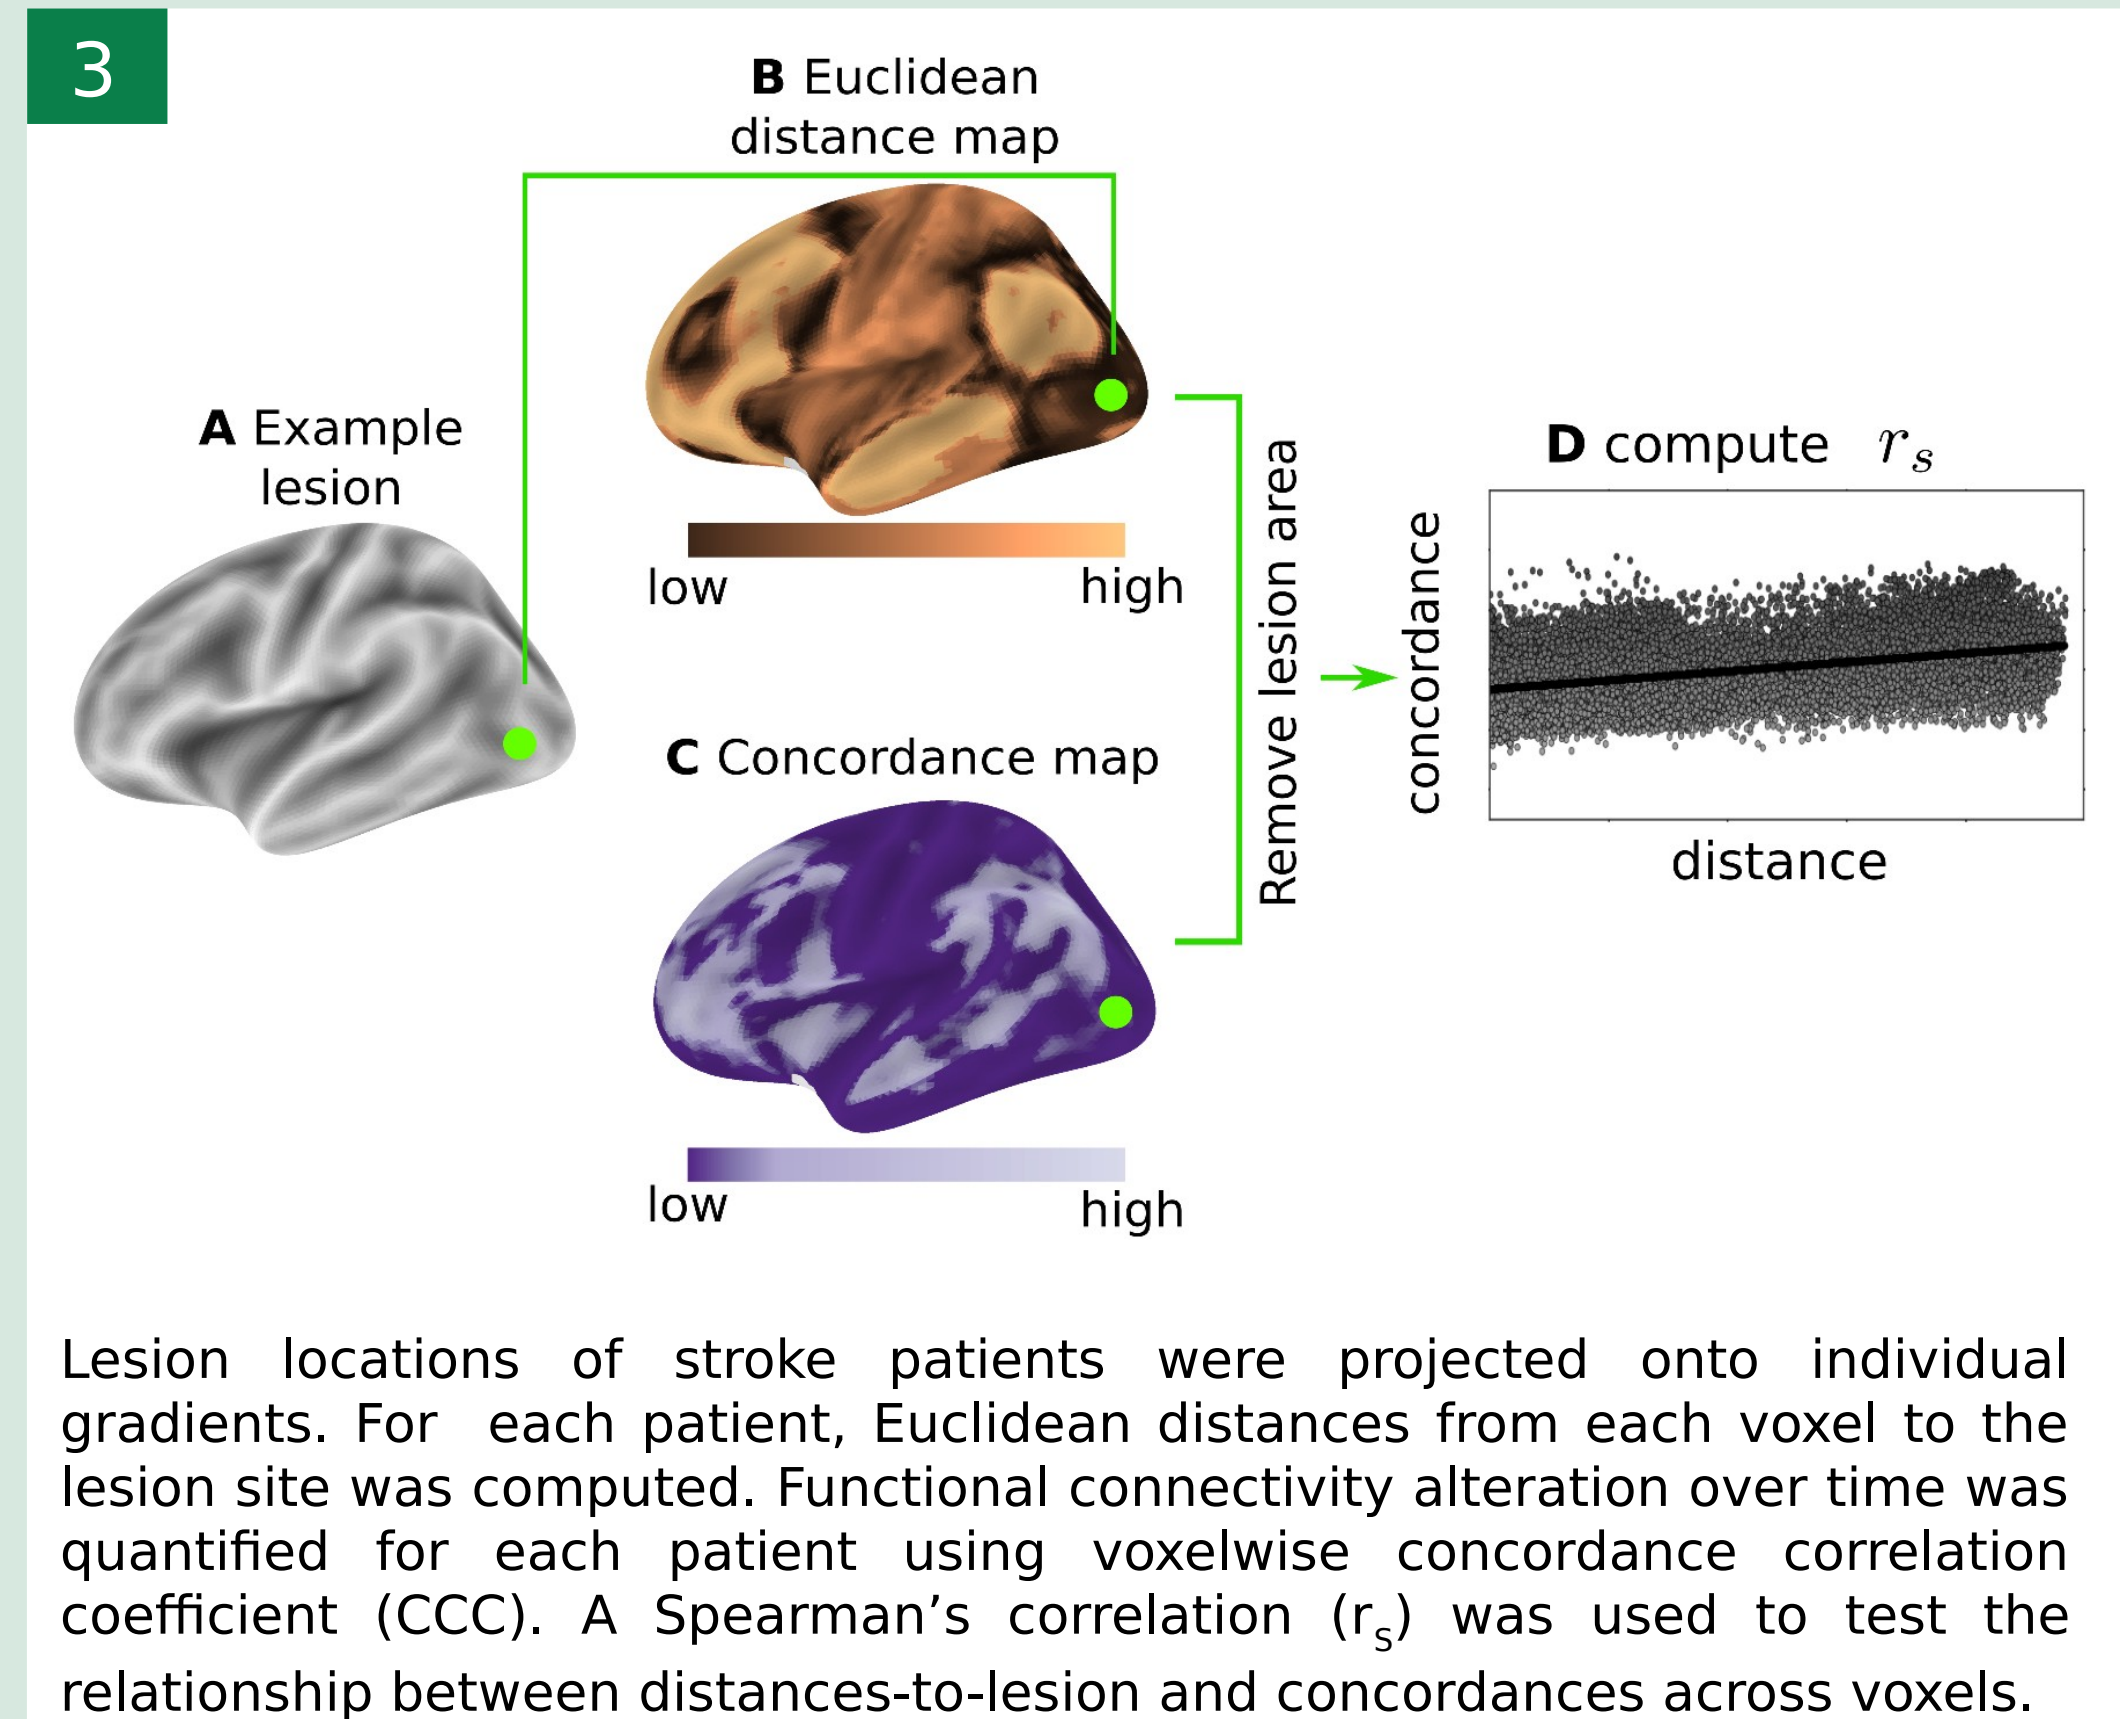 3
B Euclidean
distance map
A Example
lesion
low high
C Concordance map
low high
Remove lesion area
D compute r_s
concordance
distance
Lesion locations of stroke patients were projected onto individual
gradients. For each patient, Euclidean distances from each voxel to the
lesion site was computed. Functional connectivity alteration over time was
quantified for each patient using voxelwise concordance correlation
coefficient (CCC). A Spearman’s correlation (r_s) was used to test the
relationship between distances-to-lesion and concordances across voxels.